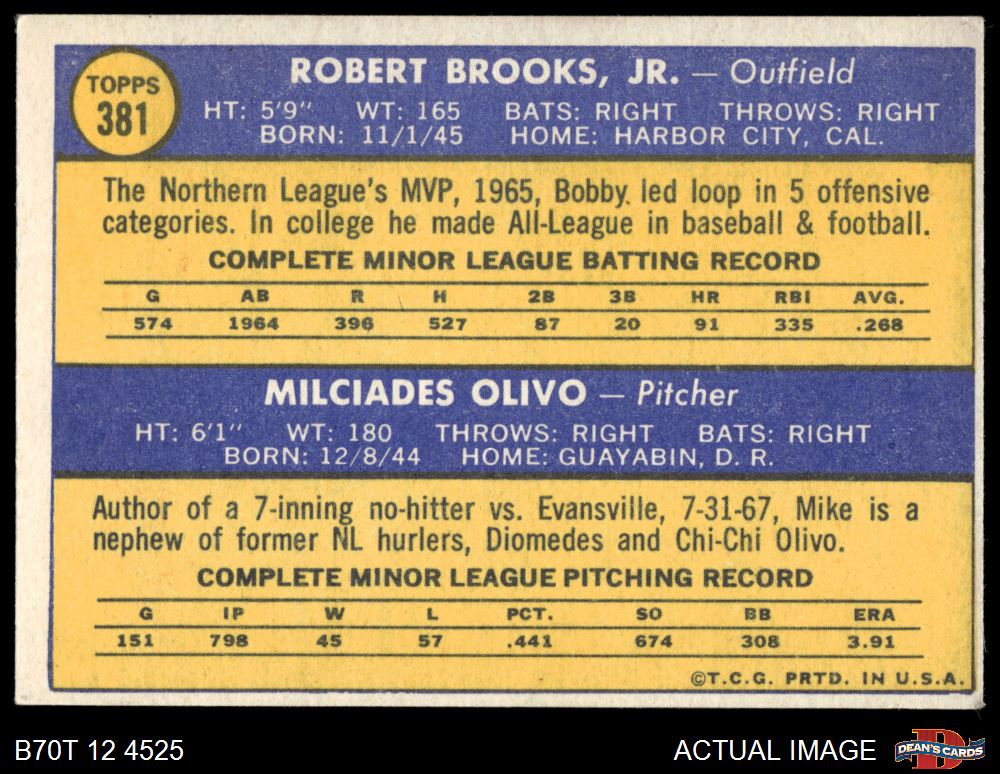 TOPPS
381
ROBERT BROOKS, JR. — Outfield
HT: 5'9" WT: 165 BATS: RIGHT THROWS: RIGHT
BORN: 11/1/45 HOME: HARBOR CITY, CAL.
The Northern League's MVP, 1965, Bobby led loop in 5 offensive
categories. In college he made All-League in baseball & football.
COMPLETE MINOR LEAGUE BATTING RECORD
G AB R H 2B 3B HR RBI AVG.
574 1964 396 527 87 20 91 335 .268
MILCIADES OLIVO — Pitcher
HT: 6'1" WT: 180 THROWS: RIGHT BATS: RIGHT
BORN: 12/8/44 HOME: GUAYABIN, D. R.
Author of a 7-inning no-hitter vs. Evansville, 7-31-67, Mike is a
nephew of former NL hurlers, Diomedes and Chi-Chi Olivo.
COMPLETE MINOR LEAGUE PITCHING RECORD
G IP W L PCT. SO BB ERA
151 798 45 57 .441 674 308 3.91
©T.C.G. PRTD. IN U.S.A.
B70T 12 4525
ACTUAL IMAGE
D
DEAN'S CARDS